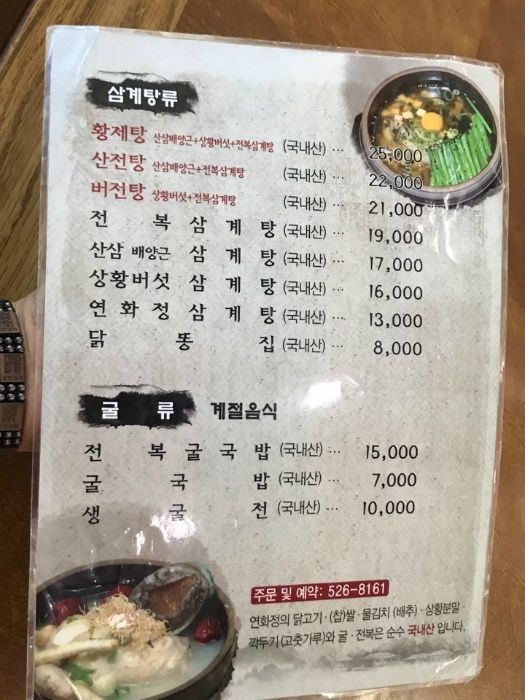 삼계탕류
황제탕 산삼배양근+상황버섯+전복삼계탕 (국내산) ··· 25,000
산전탕 산삼배양근+전복삼계탕 (국내산) ··· 22,000
버전탕 상황버섯+전복삼계탕 (국내산) ··· 21,000
전복삼계탕 (국내산) ··· 19,000
산삼 배양근 삼계탕 (국내산) ··· 17,000
상황버섯 삼계탕 (국내산) ··· 16,000
연화정삼계탕 (국내산) ··· 13,000
닭똥집 (국내산) ··· 8,000
굴류 계절음식
전복굴국밥 (국내산) ··· 15,000
굴국밥 (국내산) ··· 7,000
생굴전 (국내산) ··· 10,000
주문 및 예약: 526-8161
연화정의 닭고기 · (찹)쌀 · 물김치 (배추) · 상황분말 ·
깍두기 (고춧가루)와 굴 · 전복은 순수 국내산 입니다.